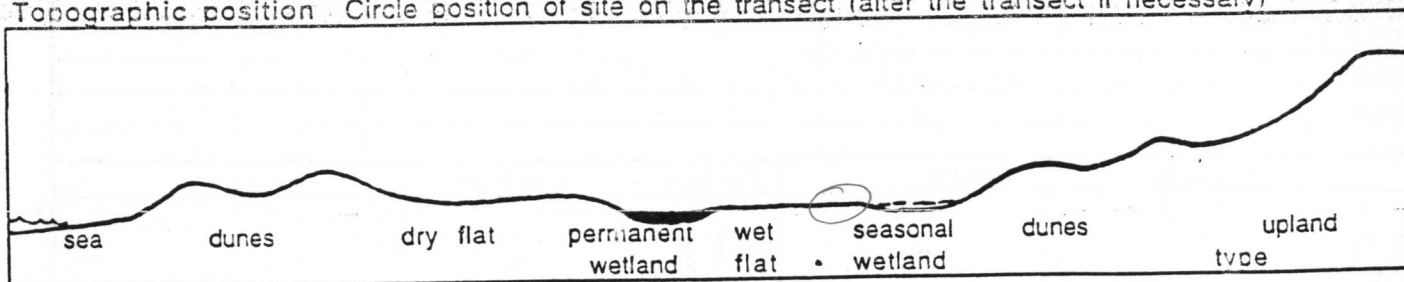 Topographic position Circle position of site on the transect (alter the transect if necessary)
sea dunes dry flat permanent wetland wet flat seasonal wetland dunes upland type